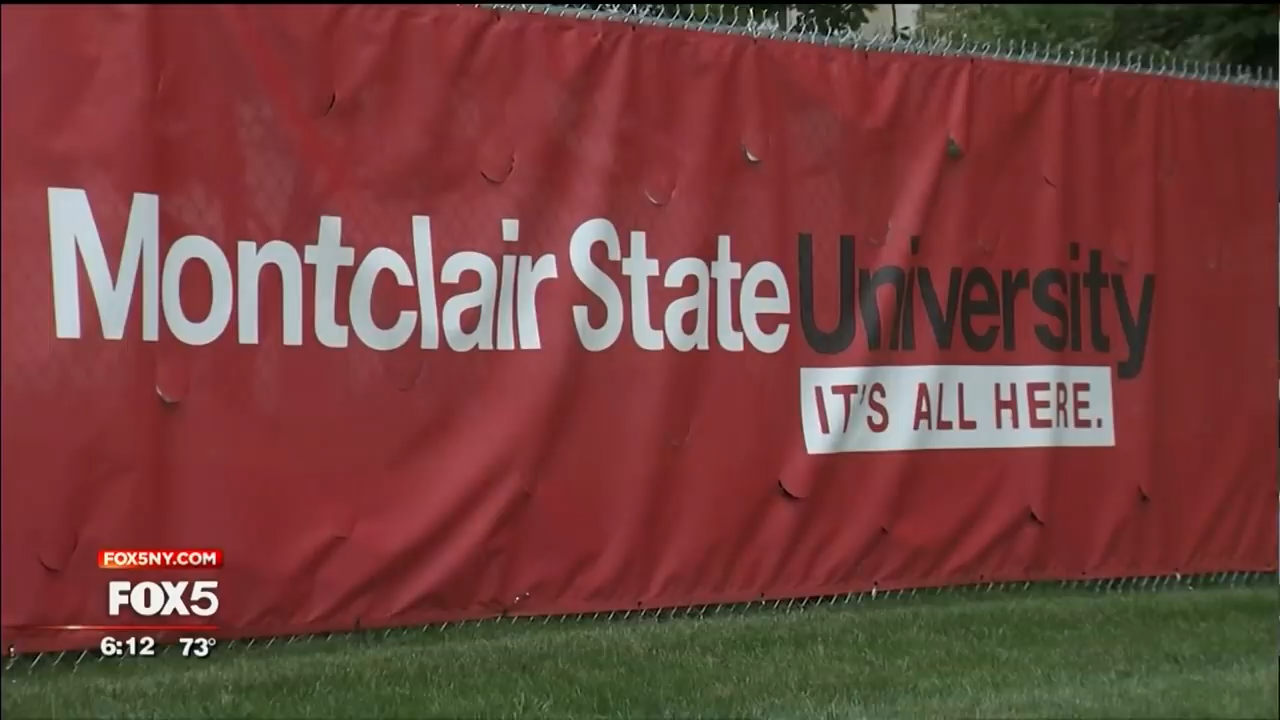 Montclair State University
IT'S ALL HERE.
FOX5NY.COM
FOX5
6:12 73°